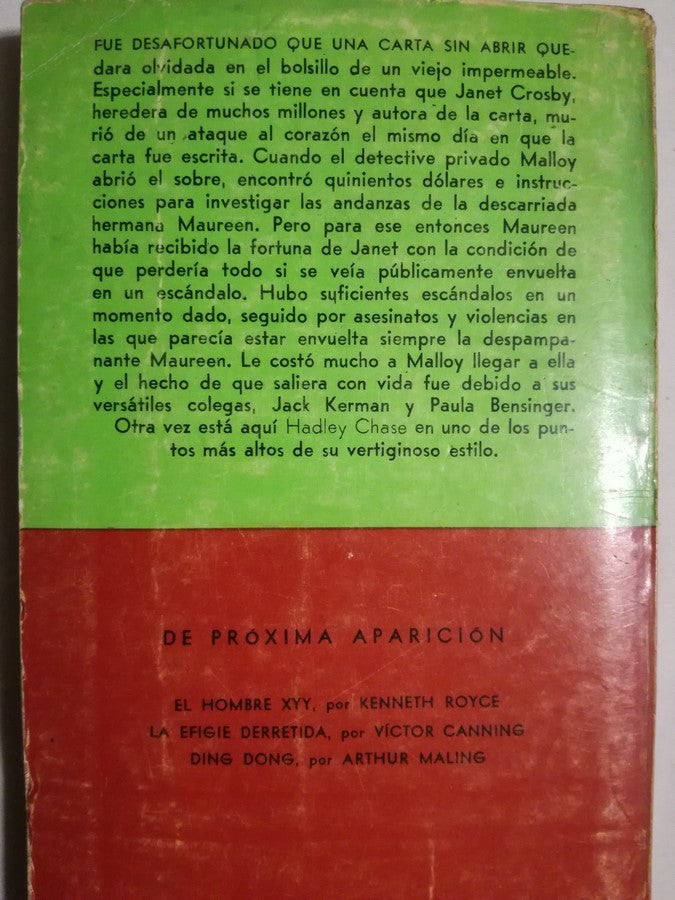 FUE DESAFORTUNADO QUE UNA CARTA SIN ABRIR QUE-
dara olvidada en el bolsillo de un viejo impermeable.
Especialmente si se tiene en cuenta que Janet Crosby,
heredera de muchos millones y autora de la carta, mu-
rió de un ataque al corazón el mismo día en que la
carta fue escrita. Cuando el detective privado Malloy
abrió el sobre, encontró quinientos dólares e instruc-
ciones para investigar las andanzas de la descarriada
hermana Maureen. Pero para ese entonces Maureen
había recibido la fortuna de Janet con la condición de
que perdería todo si se veía públicamente envuelta
en un escándalo. Hubo suficientes escándalos en un
momento dado, seguido por asesinatos y violencias en
las que parecía estar envuelta siempre la despampa-
nante Maureen. Le costó mucho a Malloy llegar a ella
y el hecho de que saliera con vida fue debido a sus
versátiles colegas, Jack Kerman y Paula Bensinger.
Otra vez está aquí Hadley Chase en uno de los pun-
tos más altos de su vertiginoso estilo.
DE PRÓXIMA APARICIÓN
EL HOMBRE XYY, por KENNETH ROYCE
LA EFIGIE DERRETIDA, por VÍCTOR CANNING
DING DONG, por ARTHUR MALING